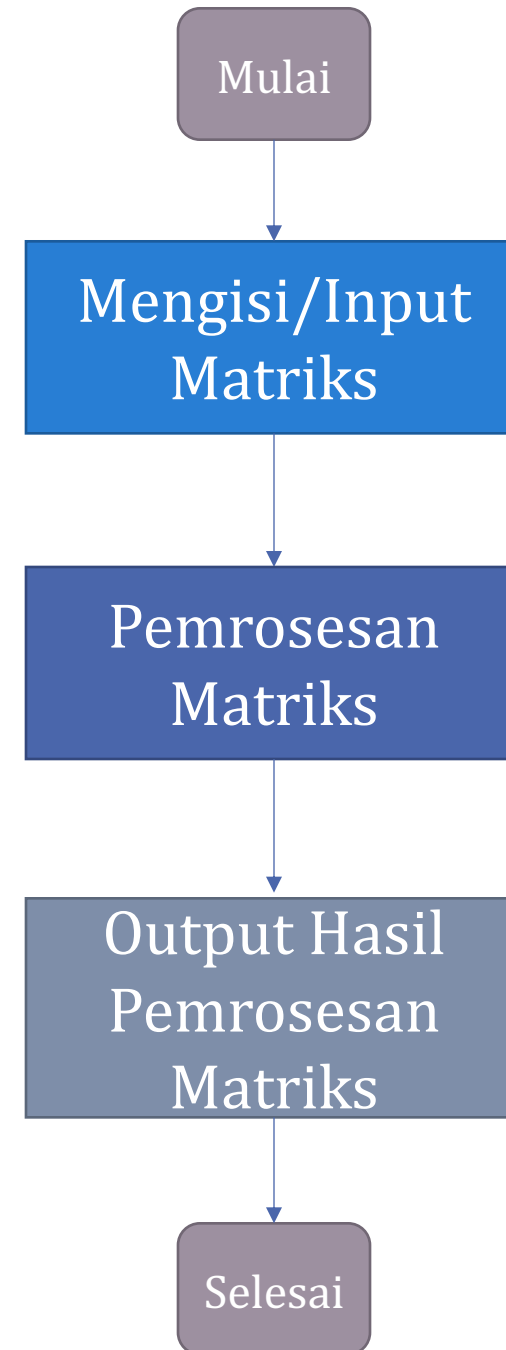 Mulai
Mengisi/Input
Matriks
Pemrosesan
Matriks
Output Hasil
Pemrosesan
Matriks
Selesai